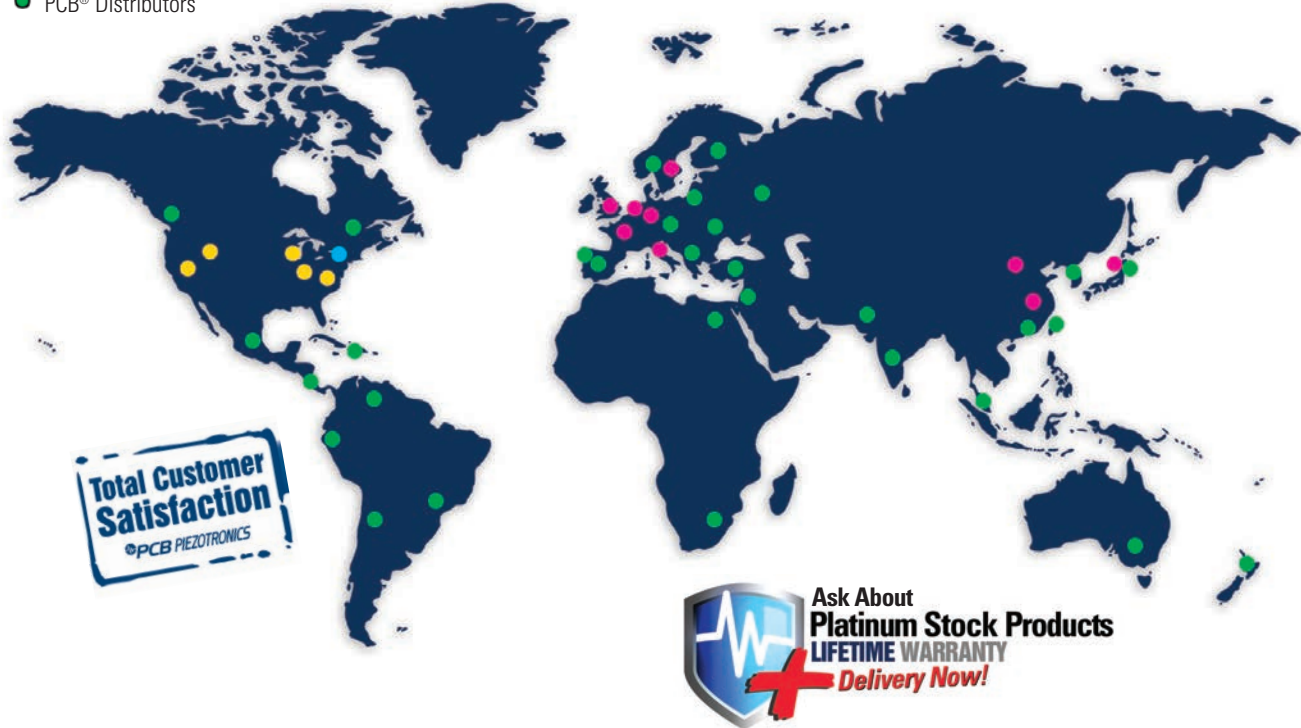 PCB® Distributors
Total Customer
Satisfaction
PCB PIEZOTRONICS
Ask About
Platinum Stock Products
LIFETIME WARRANTY
Delivery Now!